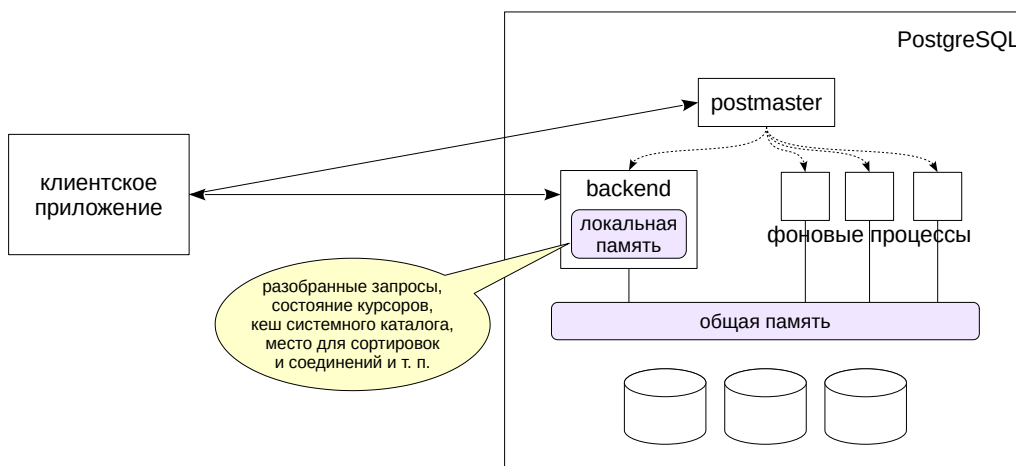 PostgreSQL
postmaster
клиентское
приложение
backend
локальная
память
фоновые процессы
разобранные запросы,
состояние курсоров,
кеш системного каталога,
место для сортировок
и соединений и т. п.
общая память